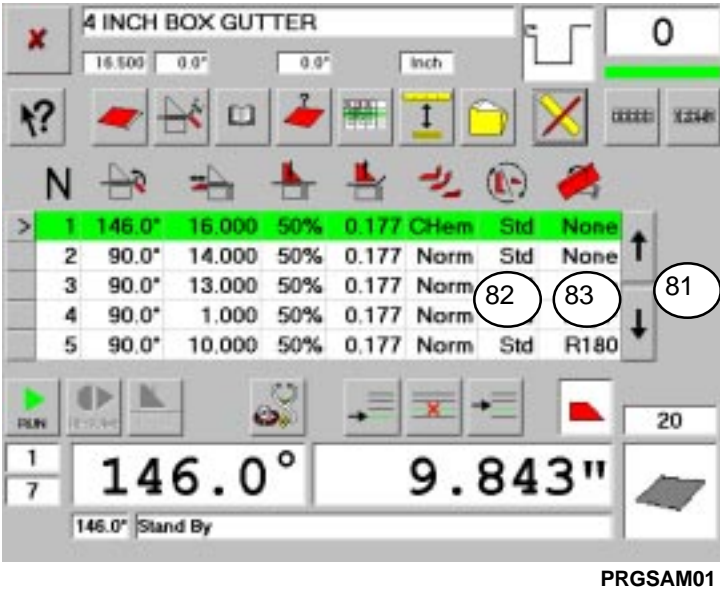 4 INCH BOX GUTTER
0
16.500 0.0° 0.0° Inch
N
> 1 146.0° 16.000 50% 0.177 CHem Std None
2 90.0° 14.000 50% 0.177 Norm Std None
3 90.0° 13.000 50% 0.177 Norm
82 83 81
4 90.0° 1.000 50% 0.177 Norm
5 90.0° 10.000 50% 0.177 Norm Std R180
RUN
20
1
7
146.0° 9.843"
146.0° Stand By
PRGSAM01